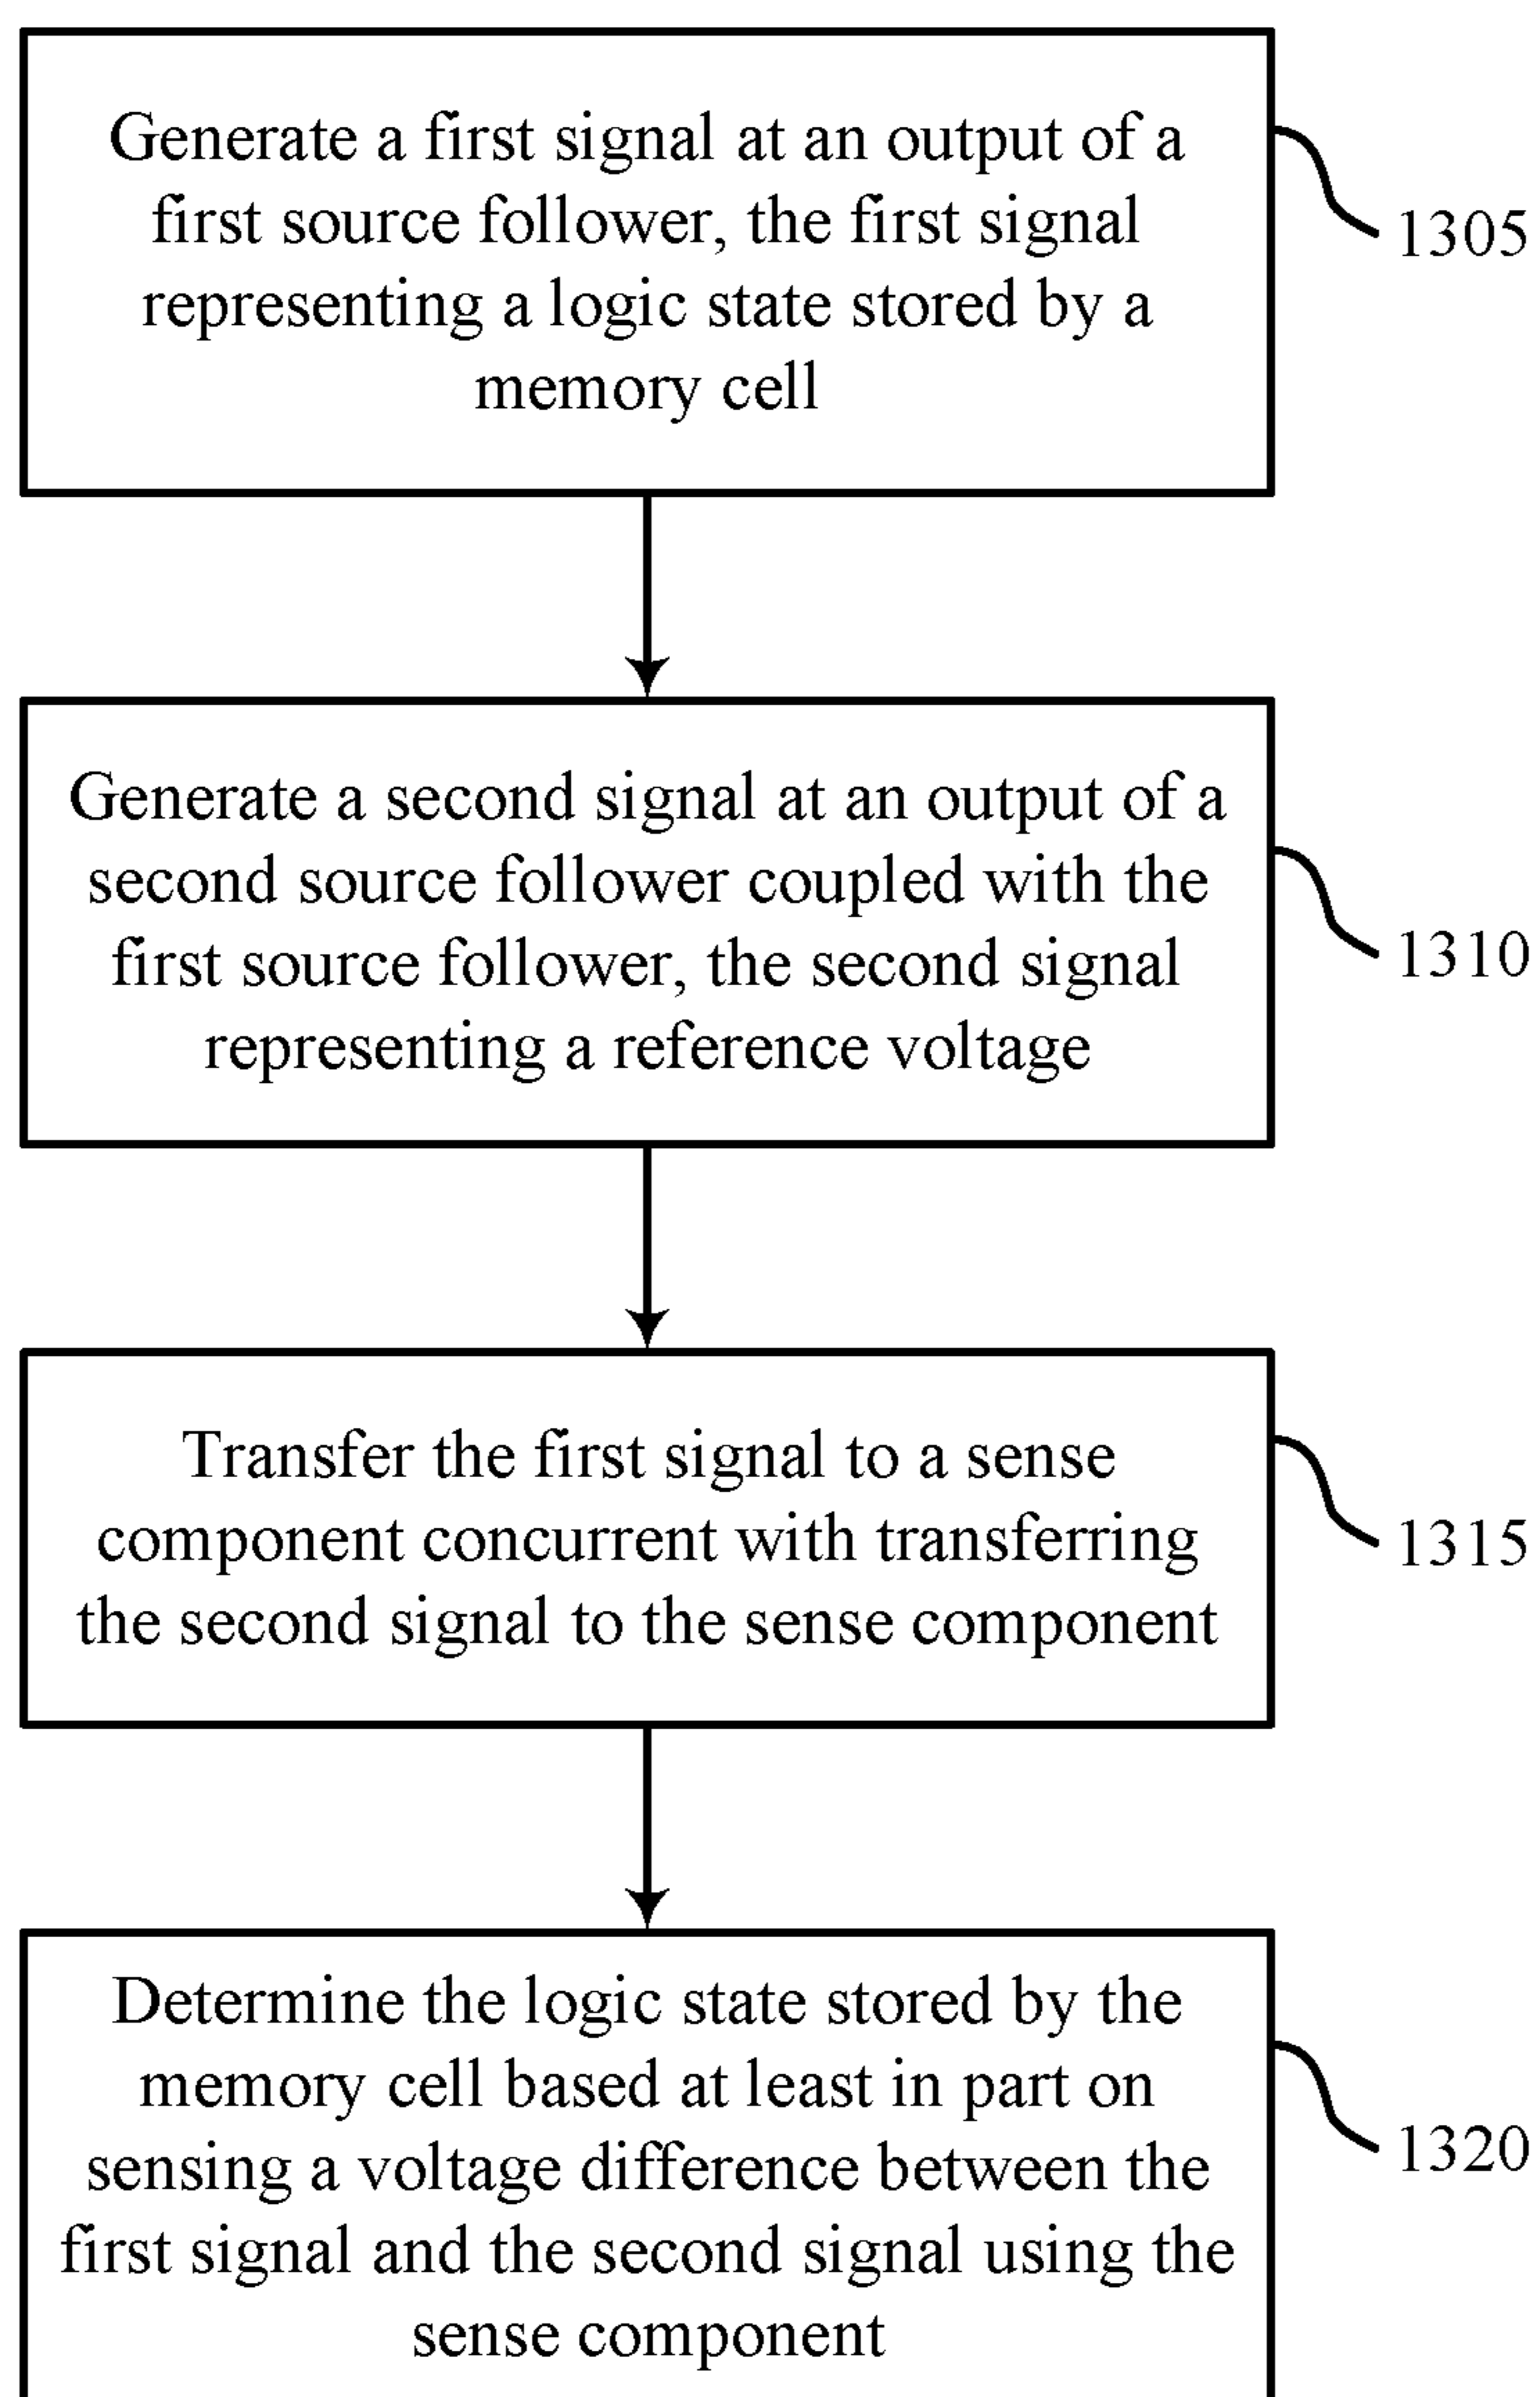 Generate a first signal at an output of a
first source follower, the first signal
representing a logic state stored by a
memory cell
1305
Generate a second signal at an output of a
second source follower coupled with the
first source follower, the second signal
representing a reference voltage
1310
Transfer the first signal to a sense
component concurrent with transferring
the second signal to the sense component
1315
Determine the logic state stored by the
memory cell based at least in part on
sensing a voltage difference between the
first signal and the second signal using the
sense component
1320